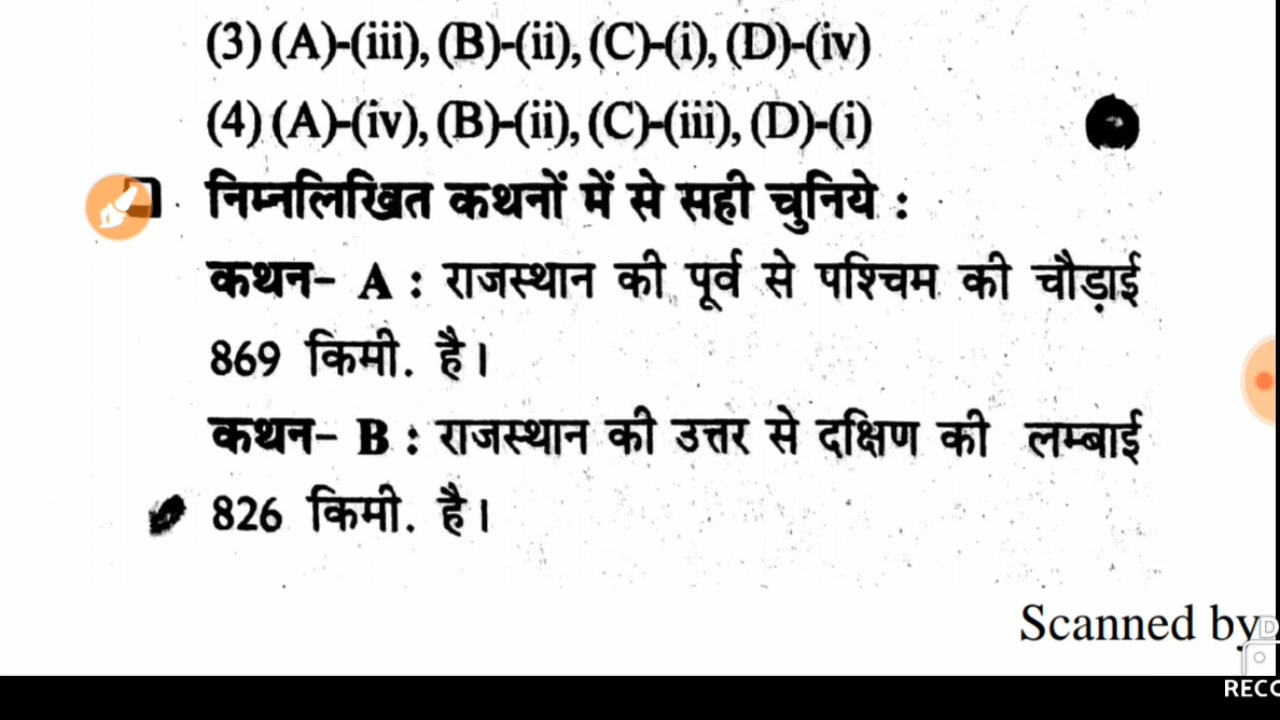 (3) (A)-(iii), (B)-(ii), (C)-(i), (D)-(iv)
(4) (A)-(iv), (B)-(ii), (C)-(iii), (D)-(i)
निम्नलिखित कथनों में से सही चुनिये :
कथन- A : राजस्थान की पूर्व से पश्चिम की चौड़ाई
869 किमी. है।
कथन- B : राजस्थान की उत्तर से दक्षिण की लम्बाई
826 किमी. है।
Scanned by